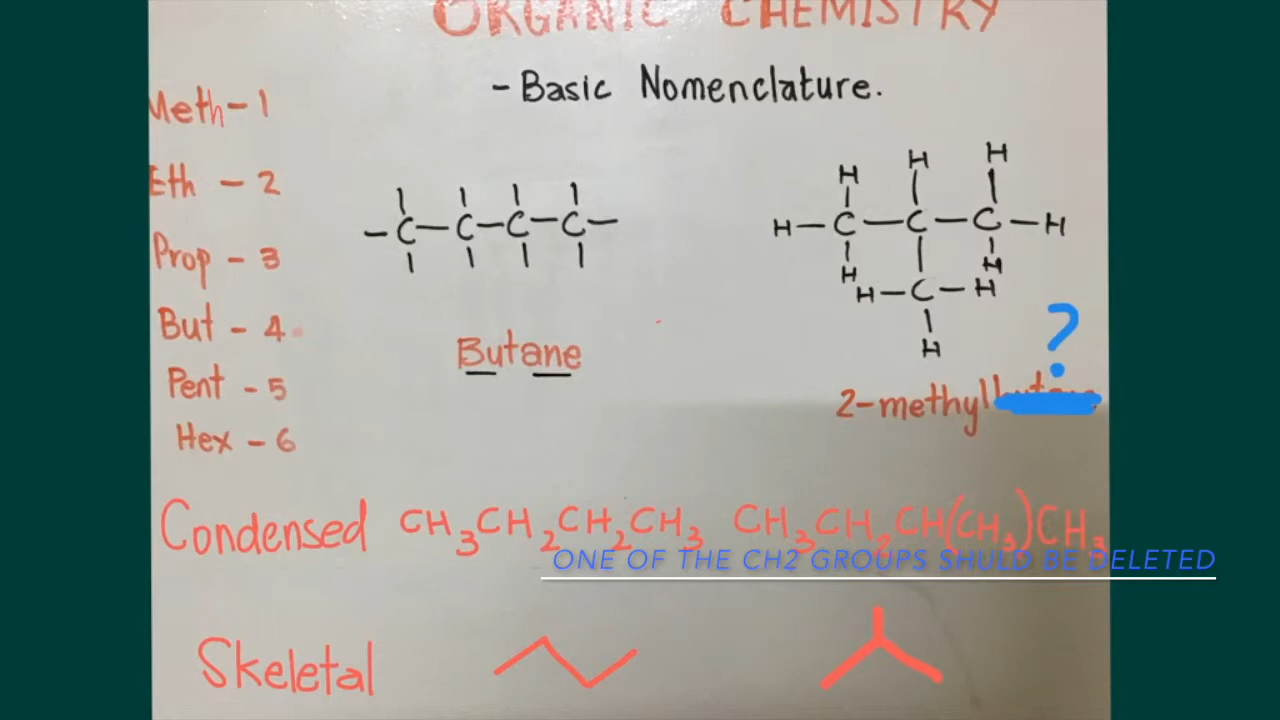 ORGANIC CHEMISTRY
- Basic Nomenclature.
Meth - 1
Eth - 2
Prop - 3
But - 4
Pent - 5
Hex - 6
- C - C - C - C -
Butane
H H H
H - C - C - C - H
H H
H - C - H
H
?
2-methyl
Condensed CH3CH2CH2CH3 CH3CH2CH(CH3)CH3
ONE OF THE CH2 GROUPS SHULD BE DELETED
Skeletal